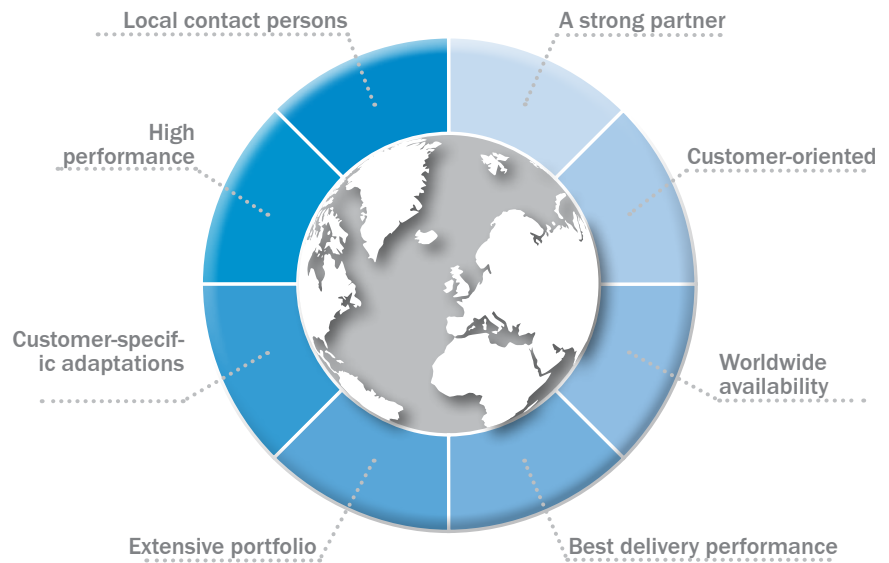 Local contact persons
A strong partner
High
performance
Customer-oriented
Customer-specif-
ic adaptations
Worldwide
availability
Extensive portfolio
Best delivery performance